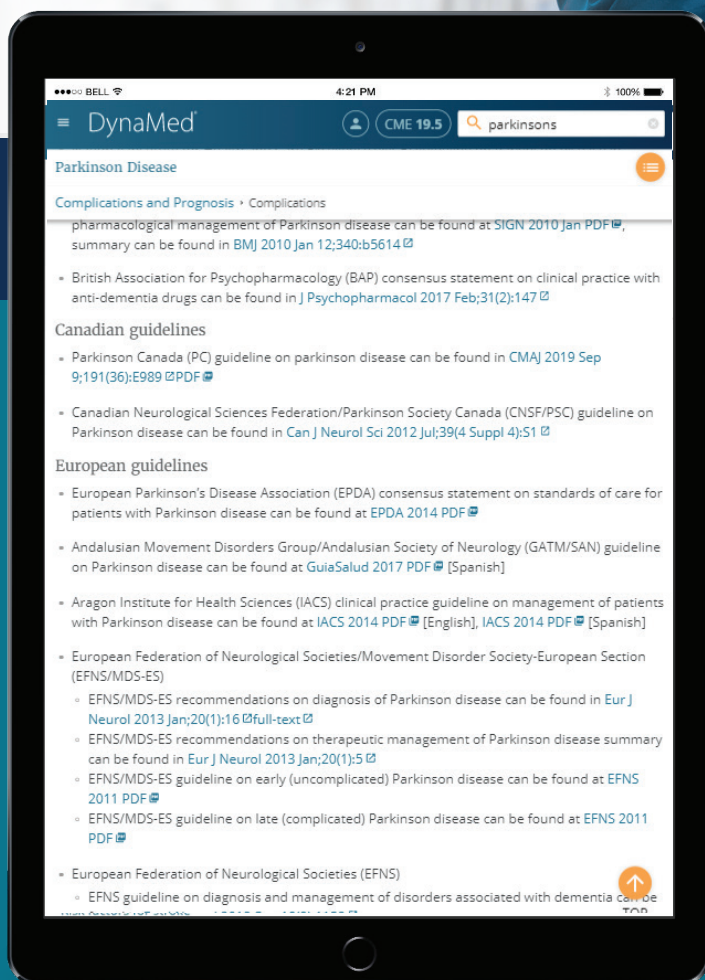 BELL 4:21 PM 100%
DynaMed CME 19.5 parkinsons
Parkinson Disease
Complications and Prognosis › Complications
pharmacological management of Parkinson disease can be found at SIGN 2010 Jan PDF,
summary can be found in BMJ 2010 Jan 12;340:b5614
British Association for Psychopharmacology (BAP) consensus statement on clinical practice with
anti-dementia drugs can be found in J Psychopharmacol 2017 Feb;31(2):147
Canadian guidelines
Parkinson Canada (PC) guideline on parkinson disease can be found in CMAJ 2019 Sep
9;191(36):E989 PDF
Canadian Neurological Sciences Federation/Parkinson Society Canada (CNSF/PSC) guideline on
Parkinson disease can be found in Can J Neurol Sci 2012 Jul;39(4 Suppl 4):S1
European guidelines
European Parkinson's Disease Association (EPDA) consensus statement on standards of care for
patients with Parkinson disease can be found at EPDA 2014 PDF
Andalusian Movement Disorders Group/Andalusian Society of Neurology (GATM/SAN) guideline
on Parkinson disease can be found at GuiaSalud 2017 PDF [Spanish]
Aragon Institute for Health Sciences (IACS) clinical practice guideline on management of patients
with Parkinson disease can be found at IACS 2014 PDF [English], IACS 2014 PDF [Spanish]
European Federation of Neurological Societies/Movement Disorder Society-European Section
(EFNS/MDS-ES)
EFNS/MDS-ES recommendations on diagnosis of Parkinson disease can be found in Eur J
Neurol 2013 Jan;20(1):16 full-text
EFNS/MDS-ES recommendations on therapeutic management of Parkinson disease summary
can be found in Eur J Neurol 2013 Jan;20(1):5
EFNS/MDS-ES guideline on early (uncomplicated) Parkinson disease can be found at EFNS
2011 PDF
EFNS/MDS-ES guideline on late (complicated) Parkinson disease can be found at EFNS 2011
PDF
European Federation of Neurological Societies (EFNS)
EFNS guideline on diagnosis and management of disorders associated with dementia can be
TOP